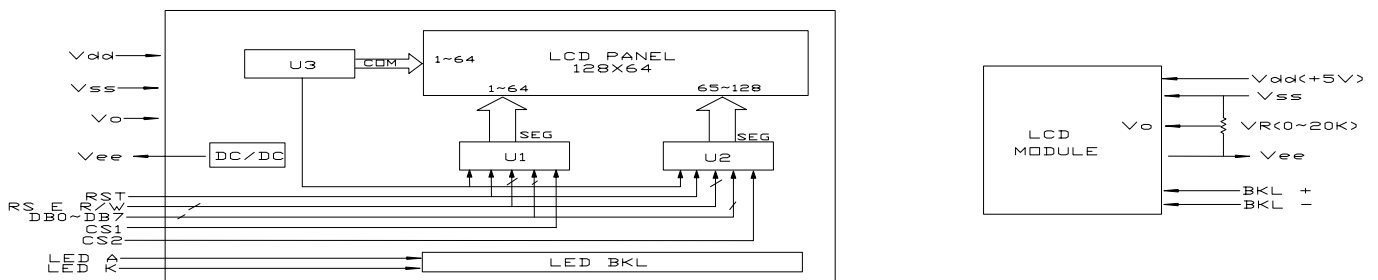 Vdd
Vss
Vo
Vee
DC/DC
U3
COM
1~64
LCD PANEL
128X64
1~64
65~128
SEG
SEG
U1
U2
RST
RS E R/W
DB0~DB7
CS1
CS2
LED A
LED K
LED BKL
LCD
MODULE
Vo
Vdd(+5V)
Vss
VR(0~20K)
Vee
BKL +
BKL -